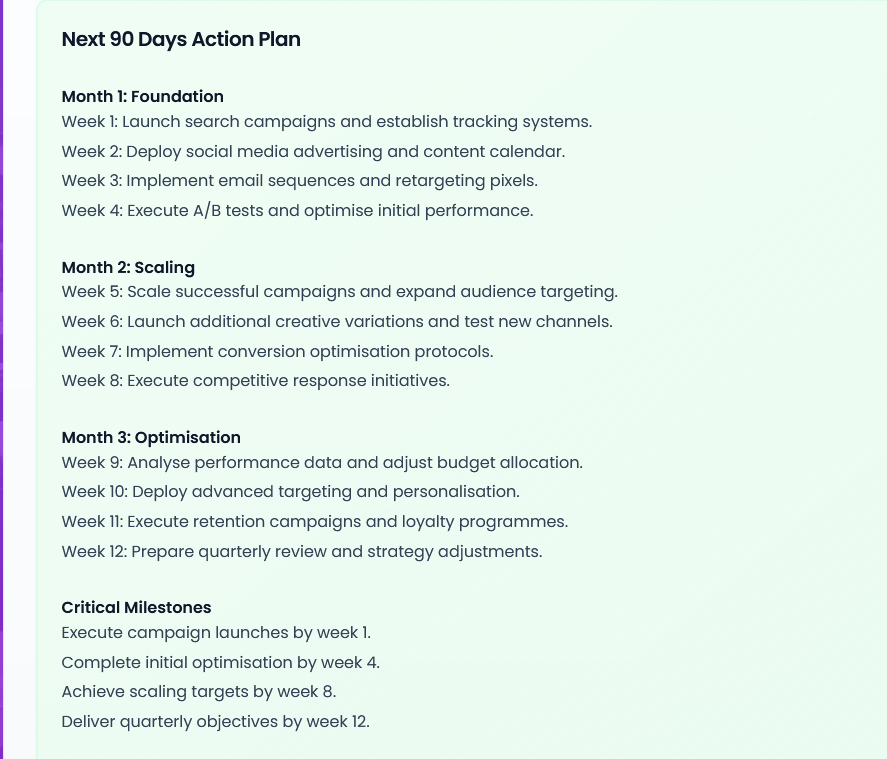 Next 90 Days Action Plan
Month 1: Foundation
Week 1: Launch search campaigns and establish tracking systems.
Week 2: Deploy social media advertising and content calendar.
Week 3: Implement email sequences and retargeting pixels.
Week 4: Execute A/B tests and optimise initial performance.
Month 2: Scaling
Week 5: Scale successful campaigns and expand audience targeting.
Week 6: Launch additional creative variations and test new channels.
Week 7: Implement conversion optimisation protocols.
Week 8: Execute competitive response initiatives.
Month 3: Optimisation
Week 9: Analyse performance data and adjust budget allocation.
Week 10: Deploy advanced targeting and personalisation.
Week 11: Execute retention campaigns and loyalty programmes.
Week 12: Prepare quarterly review and strategy adjustments.
Critical Milestones
Execute campaign launches by week 1.
Complete initial optimisation by week 4.
Achieve scaling targets by week 8.
Deliver quarterly objectives by week 12.